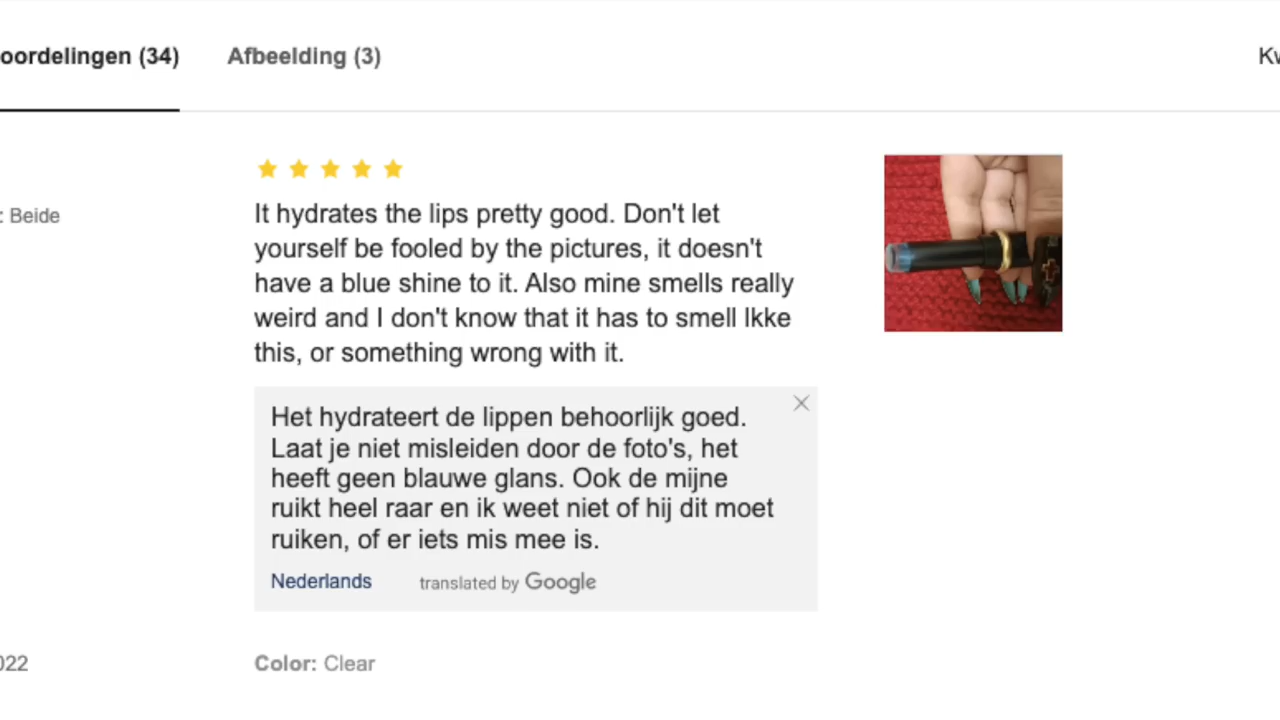 oordelingen (34)
Afbeelding (3)
Kw
: Beide
It hydrates the lips pretty good. Don't let
yourself be fooled by the pictures, it doesn't
have a blue shine to it. Also mine smells really
weird and I don't know that it has to smell lkke
this, or something wrong with it.
Het hydrateert de lippen behoorlijk goed.
Laat je niet misleiden door de foto's, het
heeft geen blauwe glans. Ook de mijne
ruikt heel raar en ik weet niet of hij dit moet
ruiken, of er iets mis mee is.
Nederlands translated by Google
022
Color: Clear